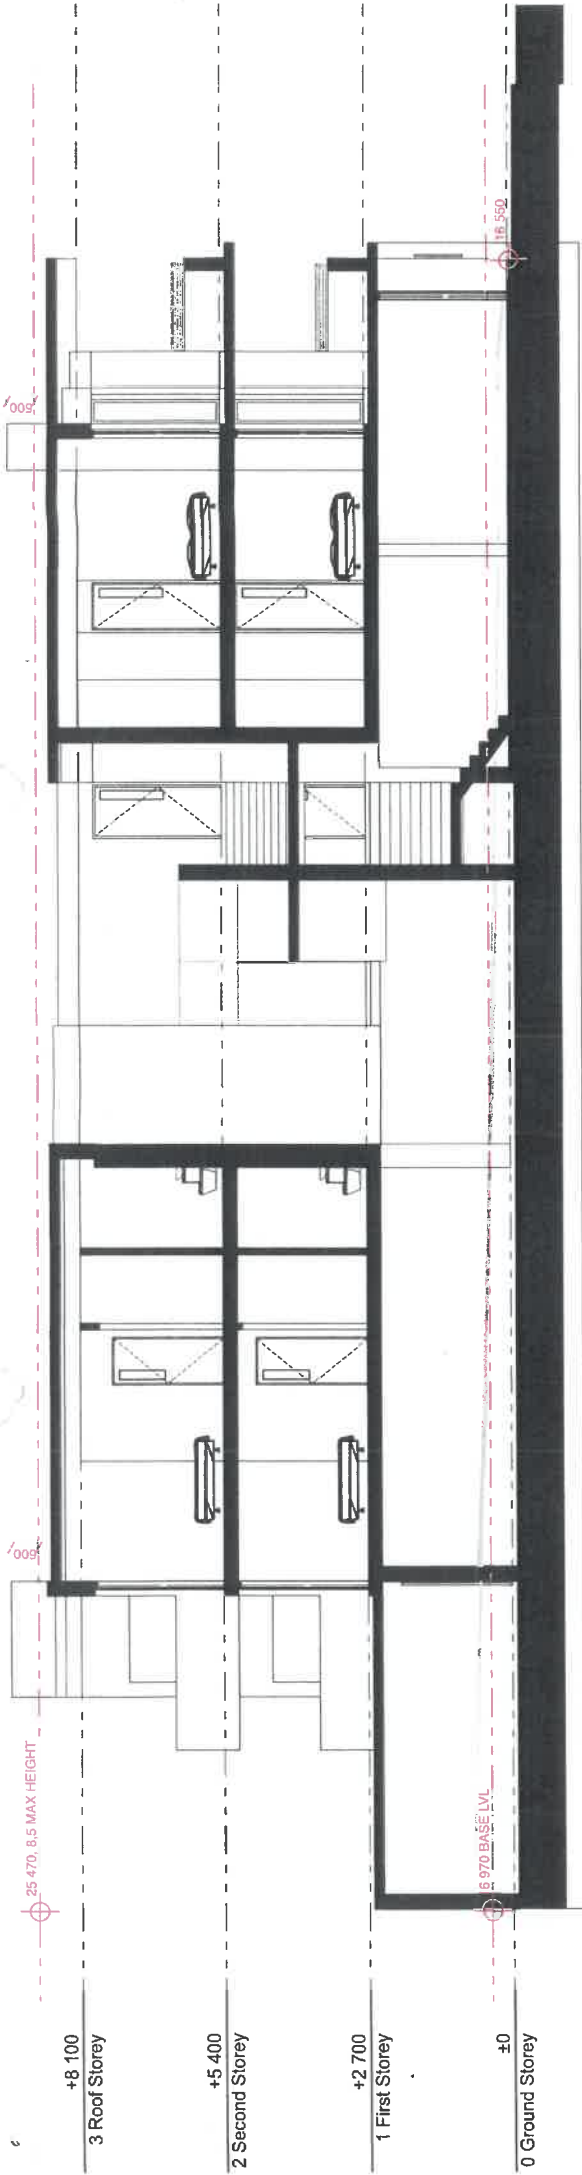 25 470, 8,5 MAX HEIGHT
600
600
+8 100
3 Roof Storey
+5 400
2 Second Storey
+2 700
1 First Storey
16 970 BASE LVL
16 550
±0
0 Ground Storey